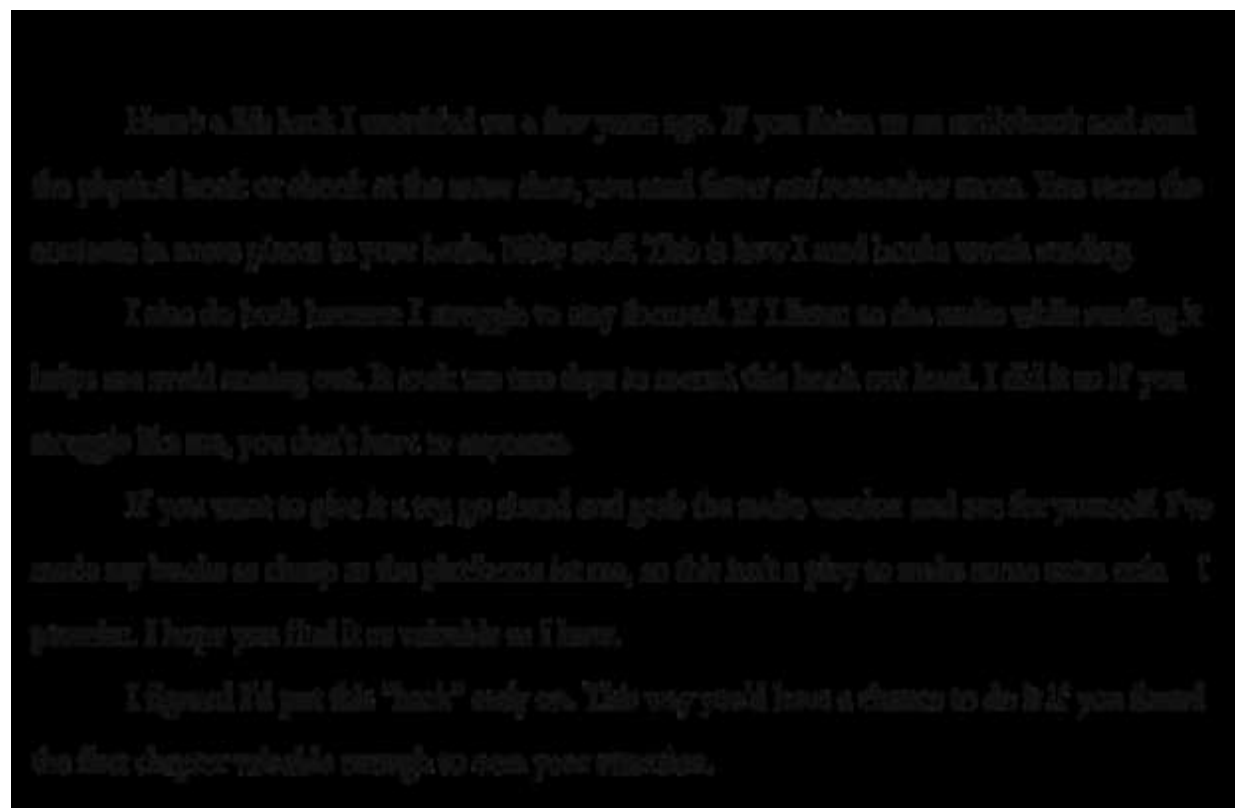 Here's a life hack I unearthed on a few years ago. If you listen to an audiobook and read
the physical book or ebook at the same time, you read faster and remember more. You store the
contents in more places in your brain. Nifty stuff. This is how I read books worth reading.
I also do both because I struggle to stay focused. If I listen to the audio while reading it
helps me avoid zoning out. It took me two days to record this book out loud. I did it so if you
struggle like me, you don't have to anymore.
If you want to give it a try, go ahead and grab the audio version and see for yourself. I've
made my books as cheap as the platforms let me, so this isn't a ploy to make some extra coin I
promise. I hope you find it as valuable as I have.
I figured I'd put this "hack" early on. This way you'd have a chance to do it if you found
the first chapter valuable enough to earn your attention.